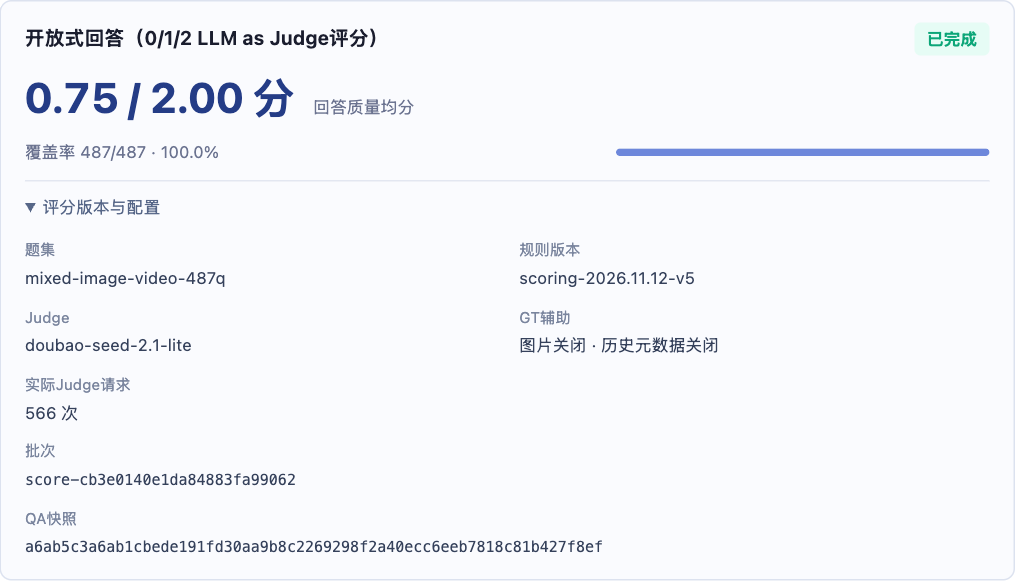 开放式回答（0/1/2 LLM as Judge评分）
已完成
0.75 / 2.00 分 回答质量均分
覆盖率 487/487 · 100.0%
▼ 评分版本与配置
题集
mixed-image-video-487q
规则版本
scoring-2026.11.12-v5
Judge
doubao-seed-2.1-lite
GT辅助
图片关闭 · 历史元数据关闭
实际Judge请求
566 次
批次
score-cb3e0140e1da84883fa99062
QA快照
a6ab5c3a6ab1cbede191fd30aa9b8c2269298f2a40ecc6eeb7818c81b427f8ef